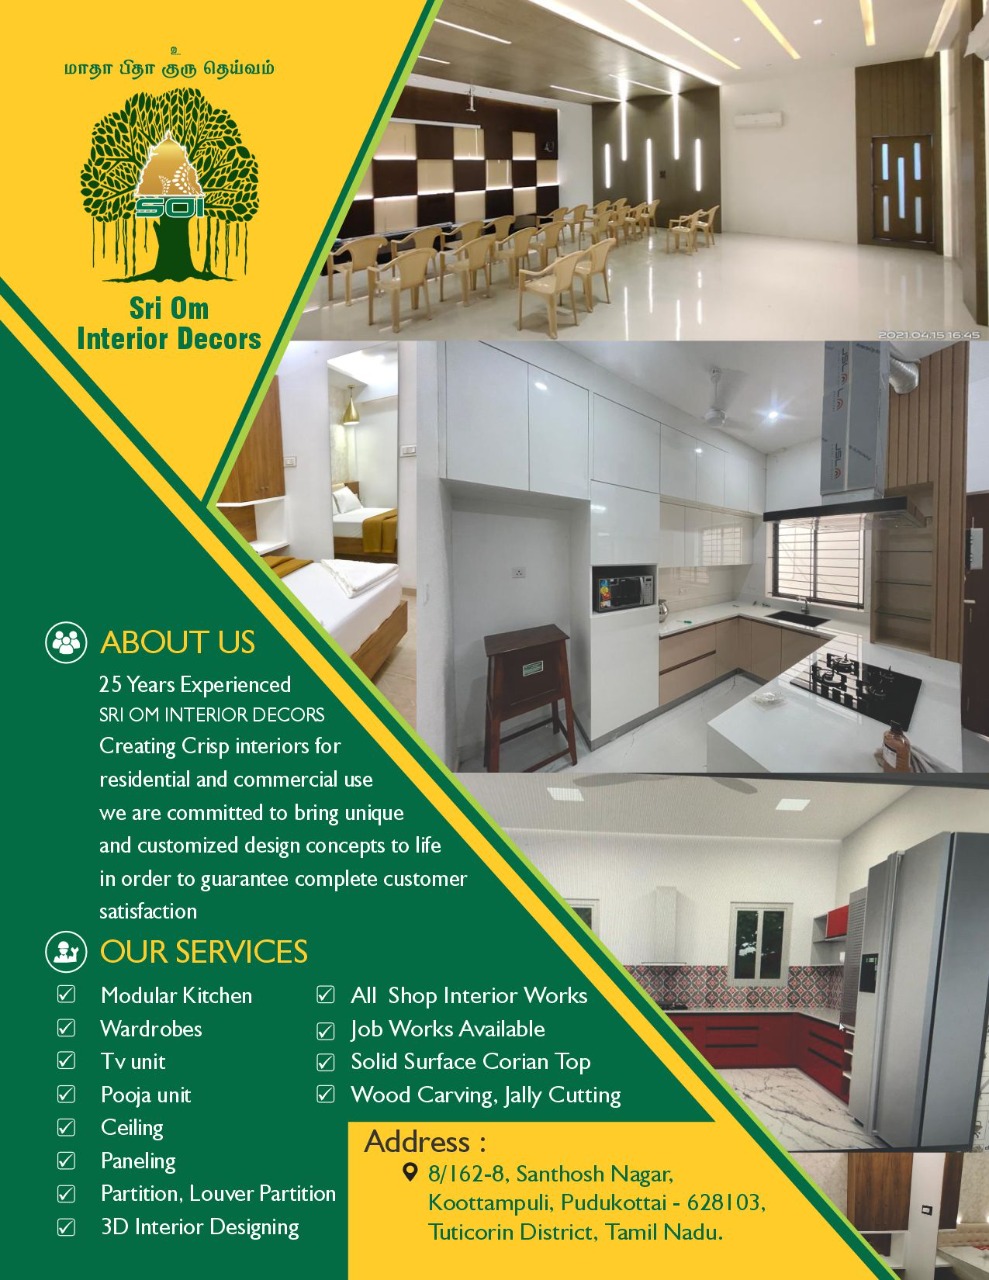 உ
மாதா பிதா குரு தெய்வம்
SOI
Sri Om
Interior Decors
2021.04.15 16:45
ABOUT US
25 Years Experienced
SRI OM INTERIOR DECORS
Creating Crisp interiors for
residential and commercial use
we are committed to bring unique
and customized design concepts to life
in order to guarantee complete customer
satisfaction
OUR SERVICES
Modular Kitchen
Wardrobes
Tv unit
Pooja unit
Ceiling
Paneling
Partition, Louver Partition
3D Interior Designing
All Shop Interior Works
Job Works Available
Solid Surface Corian Top
Wood Carving, Jally Cutting
Address :
8/162-8, Santhosh Nagar,
Koottampuli, Pudukottai - 628103,
Tuticorin District, Tamil Nadu.